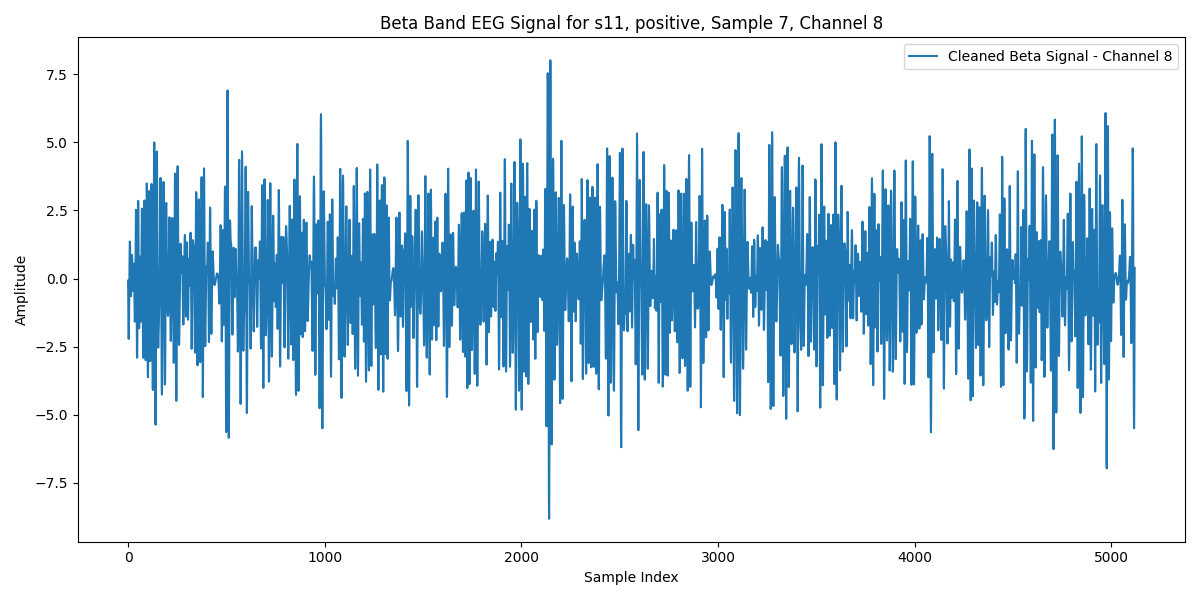 Beta Band EEG Signal for s11, positive, Sample 7, Channel 8
Cleaned Beta Signal - Channel 8
7.5
5.0
2.5
0.0
−2.5
−5.0
−7.5
Amplitude
0 1000 2000 3000 4000 5000
Sample Index